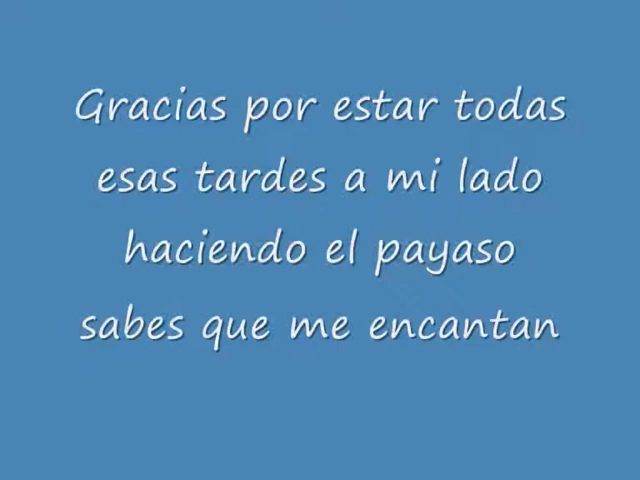 Gracias por estar todas
esas tardes a mi lado
haciendo el payaso
sabes que me encantan